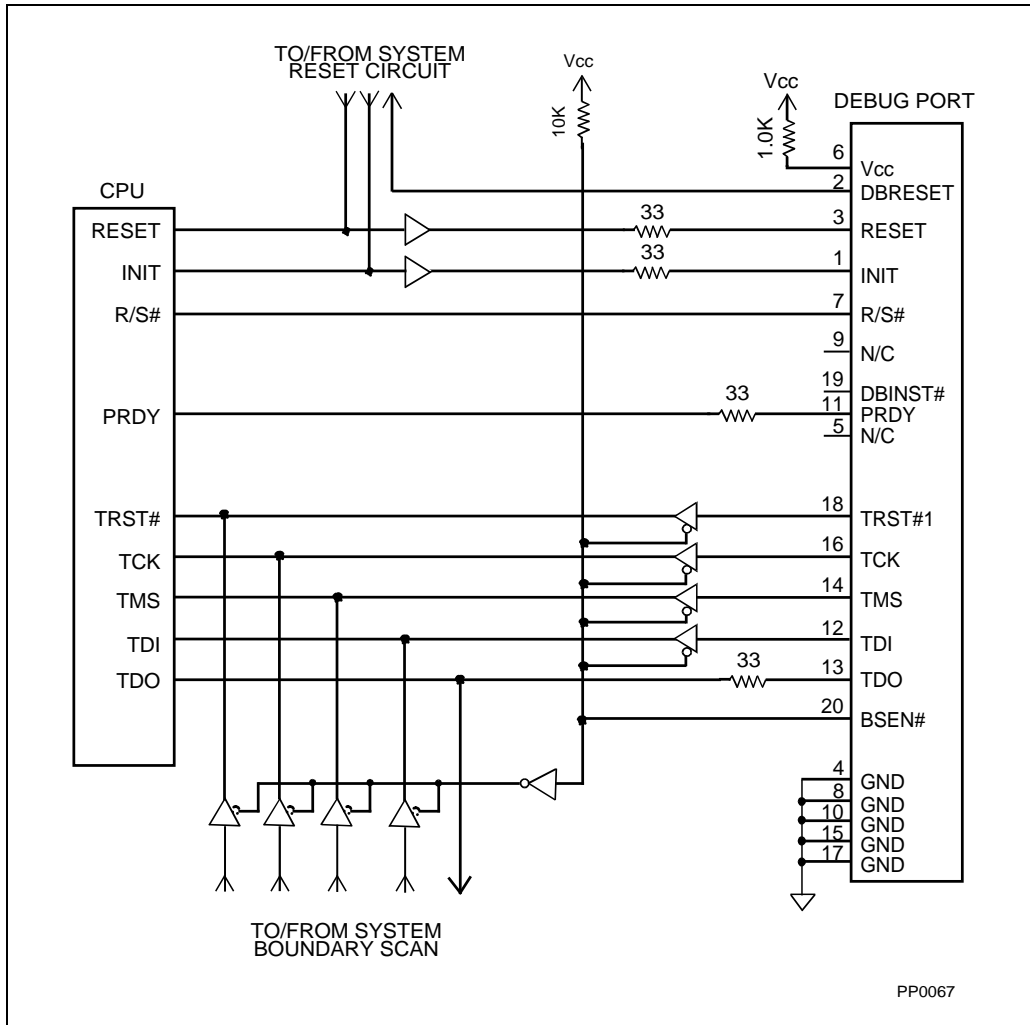 TO/FROM SYSTEM
RESET CIRCUIT
Vcc
10K
Vcc
1.0K
DEBUG PORT
CPU
6 Vcc
2 DBRESET
RESET 33 3 RESET
INIT 33 1 INIT
R/S# 7 R/S#
9 N/C
19 DBINST#
PRDY 33 11 PRDY
5 N/C
TRST# 18 TRST#1
TCK 16 TCK
TMS 14 TMS
TDI 12 TDI
TDO 33 13 TDO
20 BSEN#
4 GND
8 GND
10 GND
15 GND
17 GND
TO/FROM SYSTEM
BOUNDARY SCAN
PP0067